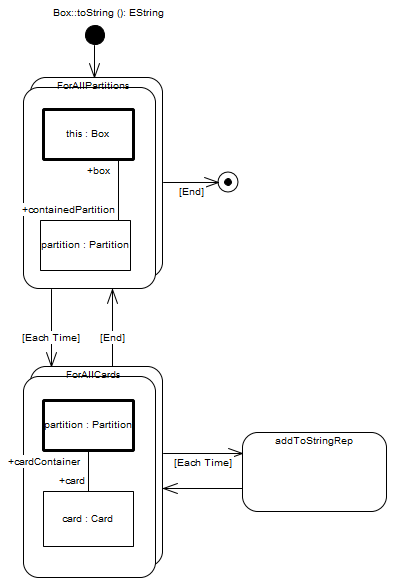 Box::toString (): EString
ForAllPartitions
this : Box
+box
[End]
+containedPartition
partition : Partition
[Each Time]
[End]
ForAllCards
partition : Partition
addToStringRep
+cardContainer
[Each Time]
+card
card : Card